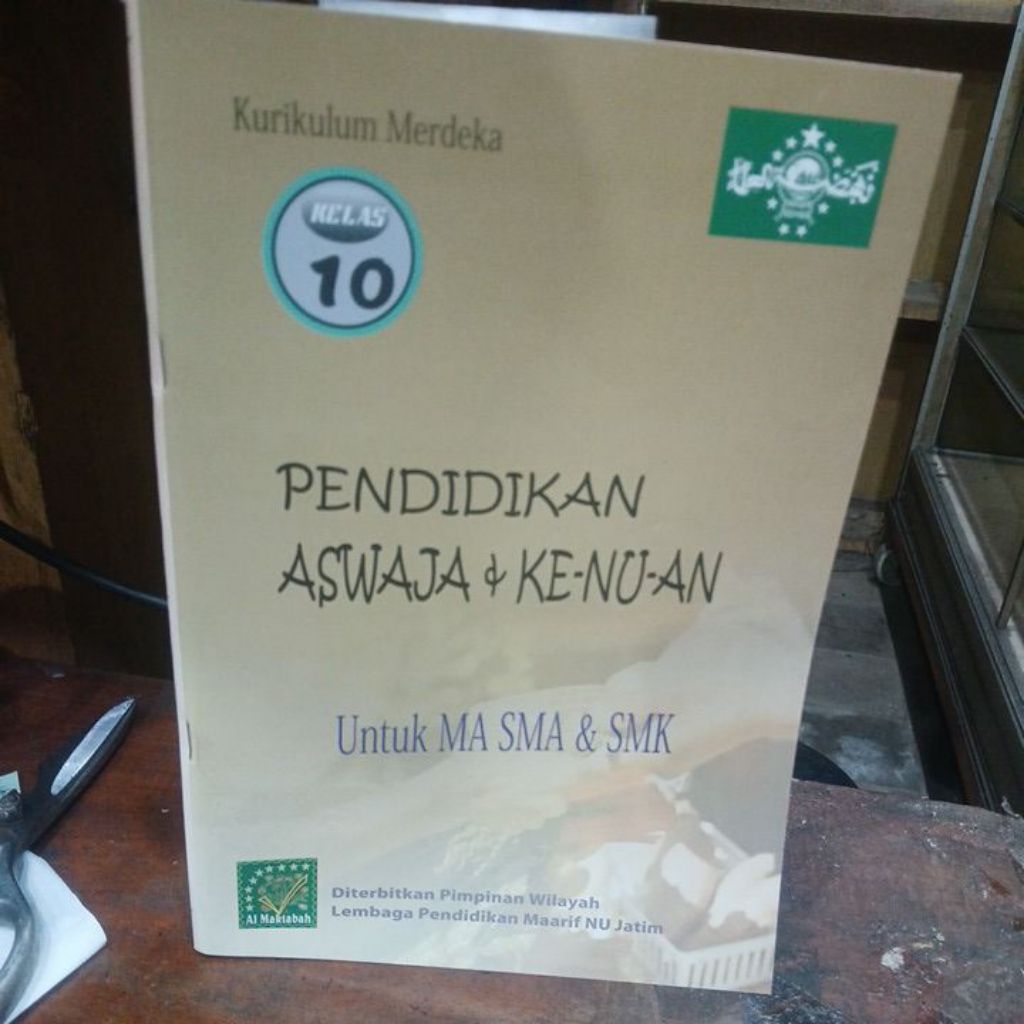 Kurikulum Merdeka
KELAS
10
PENDIDIKAN
ASWAJA & KE-NU-AN
Untuk MA SMA & SMK
Al Maktabah
Diterbitkan Pimpinan Wilayah
Lembaga Pendidikan Maarif NU Jatim